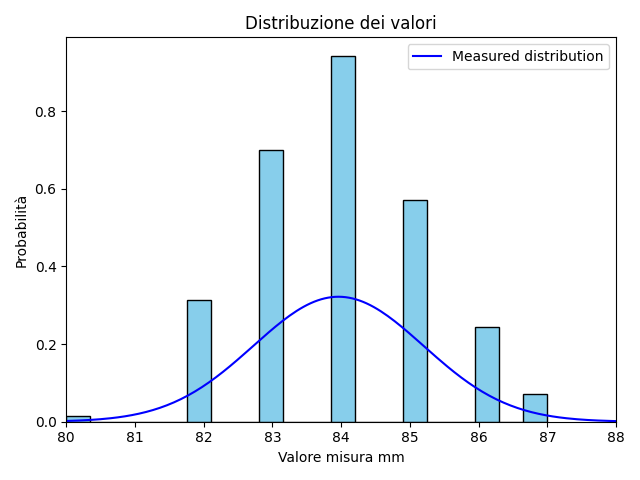 Distribuzione dei valori
Measured distribution
Probabilità
0.8
0.6
0.4
0.2
0.0
80 81 82 83 84 85 86 87 88
Valore misura mm